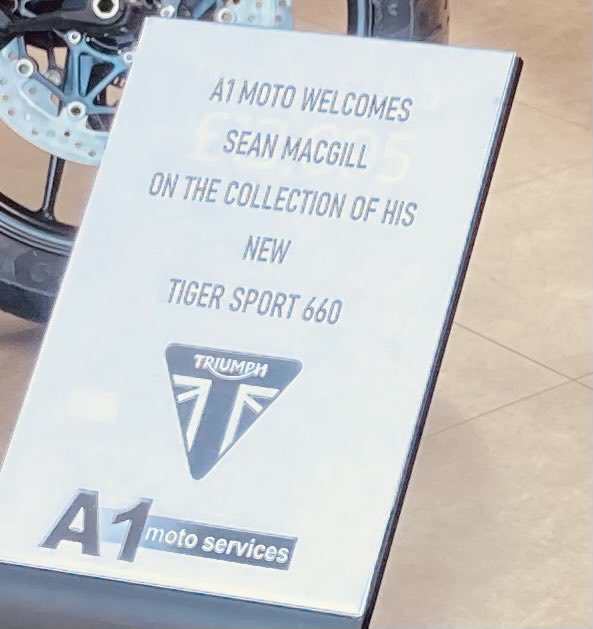 A1 MOTO WELCOMES
SEAN MACGILL
ON THE COLLECTION OF HIS
NEW
TIGER SPORT 660
TRIUMPH
A1 moto services